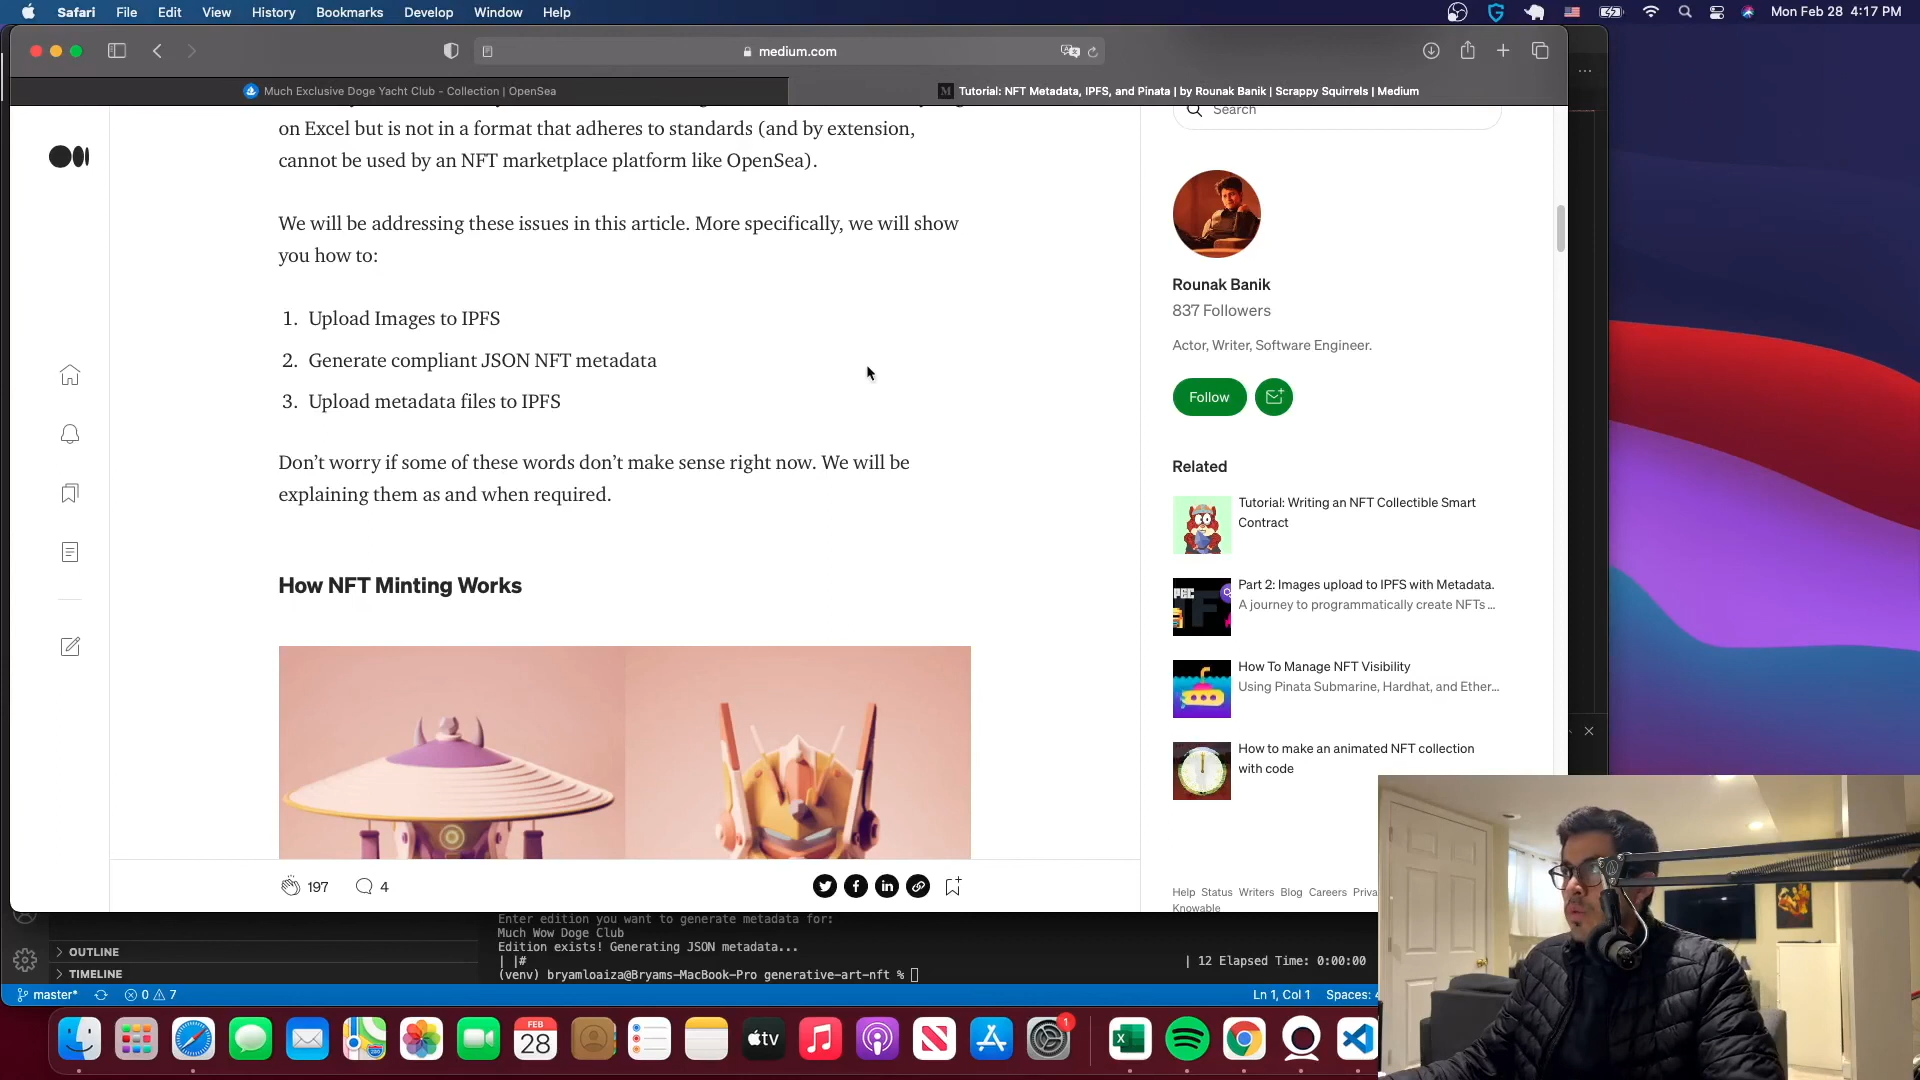 Safari File Edit View History Bookmarks Develop Window Help
Mon Feb 28 4:17 PM
medium.com
Much Exclusive Doge Yacht Club - Collection | OpenSea
Tutorial: NFT Metadata, IPFS, and Pinata | by Rounak Banik | Scrappy Squirrels | Medium
on Excel but is not in a format that adheres to standards (and by extension,
cannot be used by an NFT marketplace platform like OpenSea).
We will be addressing these issues in this article. More specifically, we will show
you how to:
1. Upload Images to IPFS
2. Generate compliant JSON NFT metadata
3. Upload metadata files to IPFS
Don’t worry if some of these words don’t make sense right now. We will be
explaining them as and when required.
How NFT Minting Works
197
4
Search
Rounak Banik
837 Followers
Actor, Writer, Software Engineer.
Follow
Related
Tutorial: Writing an NFT Collectible Smart
Contract
Part 2: Images upload to IPFS with Metadata.
A journey to programmatically create NFTs ...
How To Manage NFT Visibility
Using Pinata Submarine, Hardhat, and Ether...
How to make an animated NFT collection
with code
Help Status Writers Blog Careers Priva
Knowable
Enter edition you want to generate metadata for:
Much Wow Doge Club
Edition exists! Generating JSON metadata...
| |# | 12 Elapsed Time: 0:00:00
(venv) bryamloaiza@Bryams-MacBook-Pro generative-art-nft %
OUTLINE
TIMELINE
master* 0 7
Ln 1, Col 1 Spaces:
FEB
28
tv
1